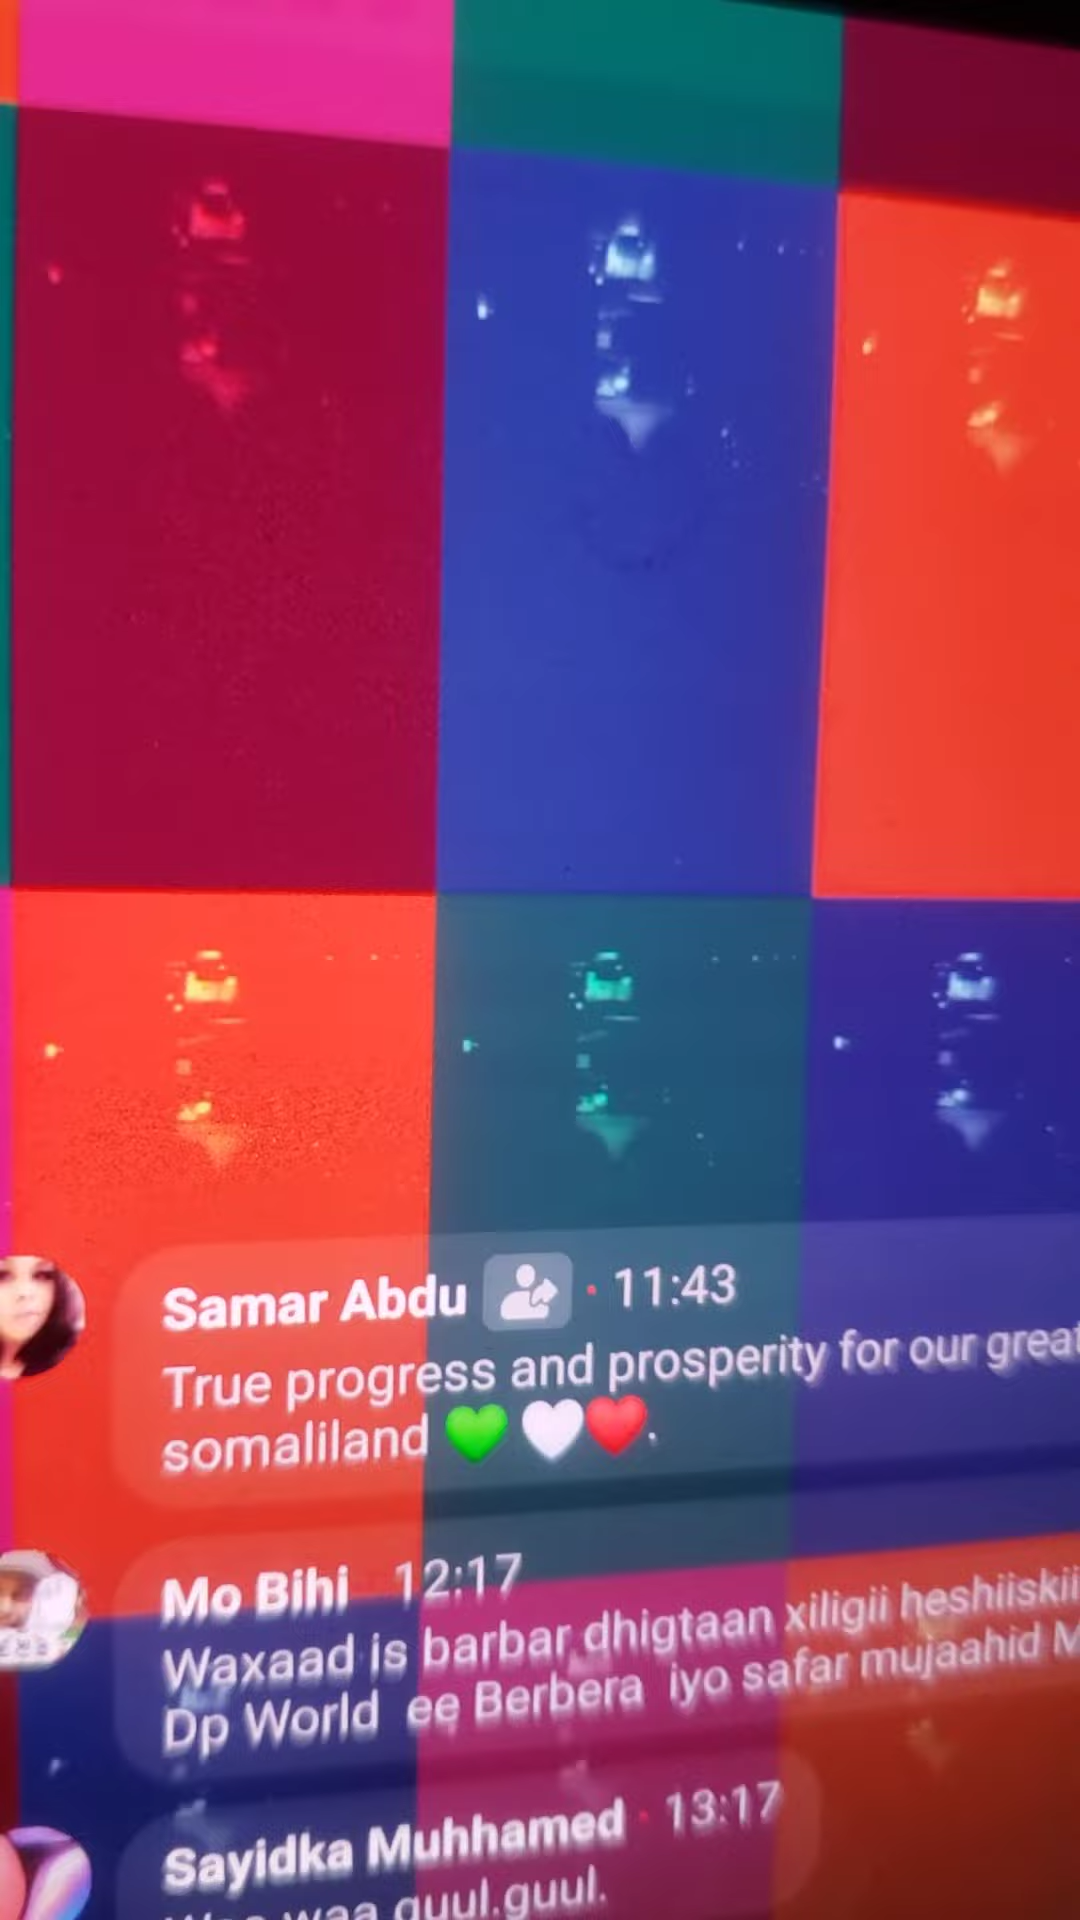 Samar Abdu · 11:43
True progress and prosperity for our great
somaliland 💚 🤍❤️.
Mo Bihi 12:17
Waxaad is barbar dhigtaan xiligii heshiiskii
Dp World ee Berbera iyo safar mujaahid M
Sayidka Muhhamed · 13:17
waa guul.guul.